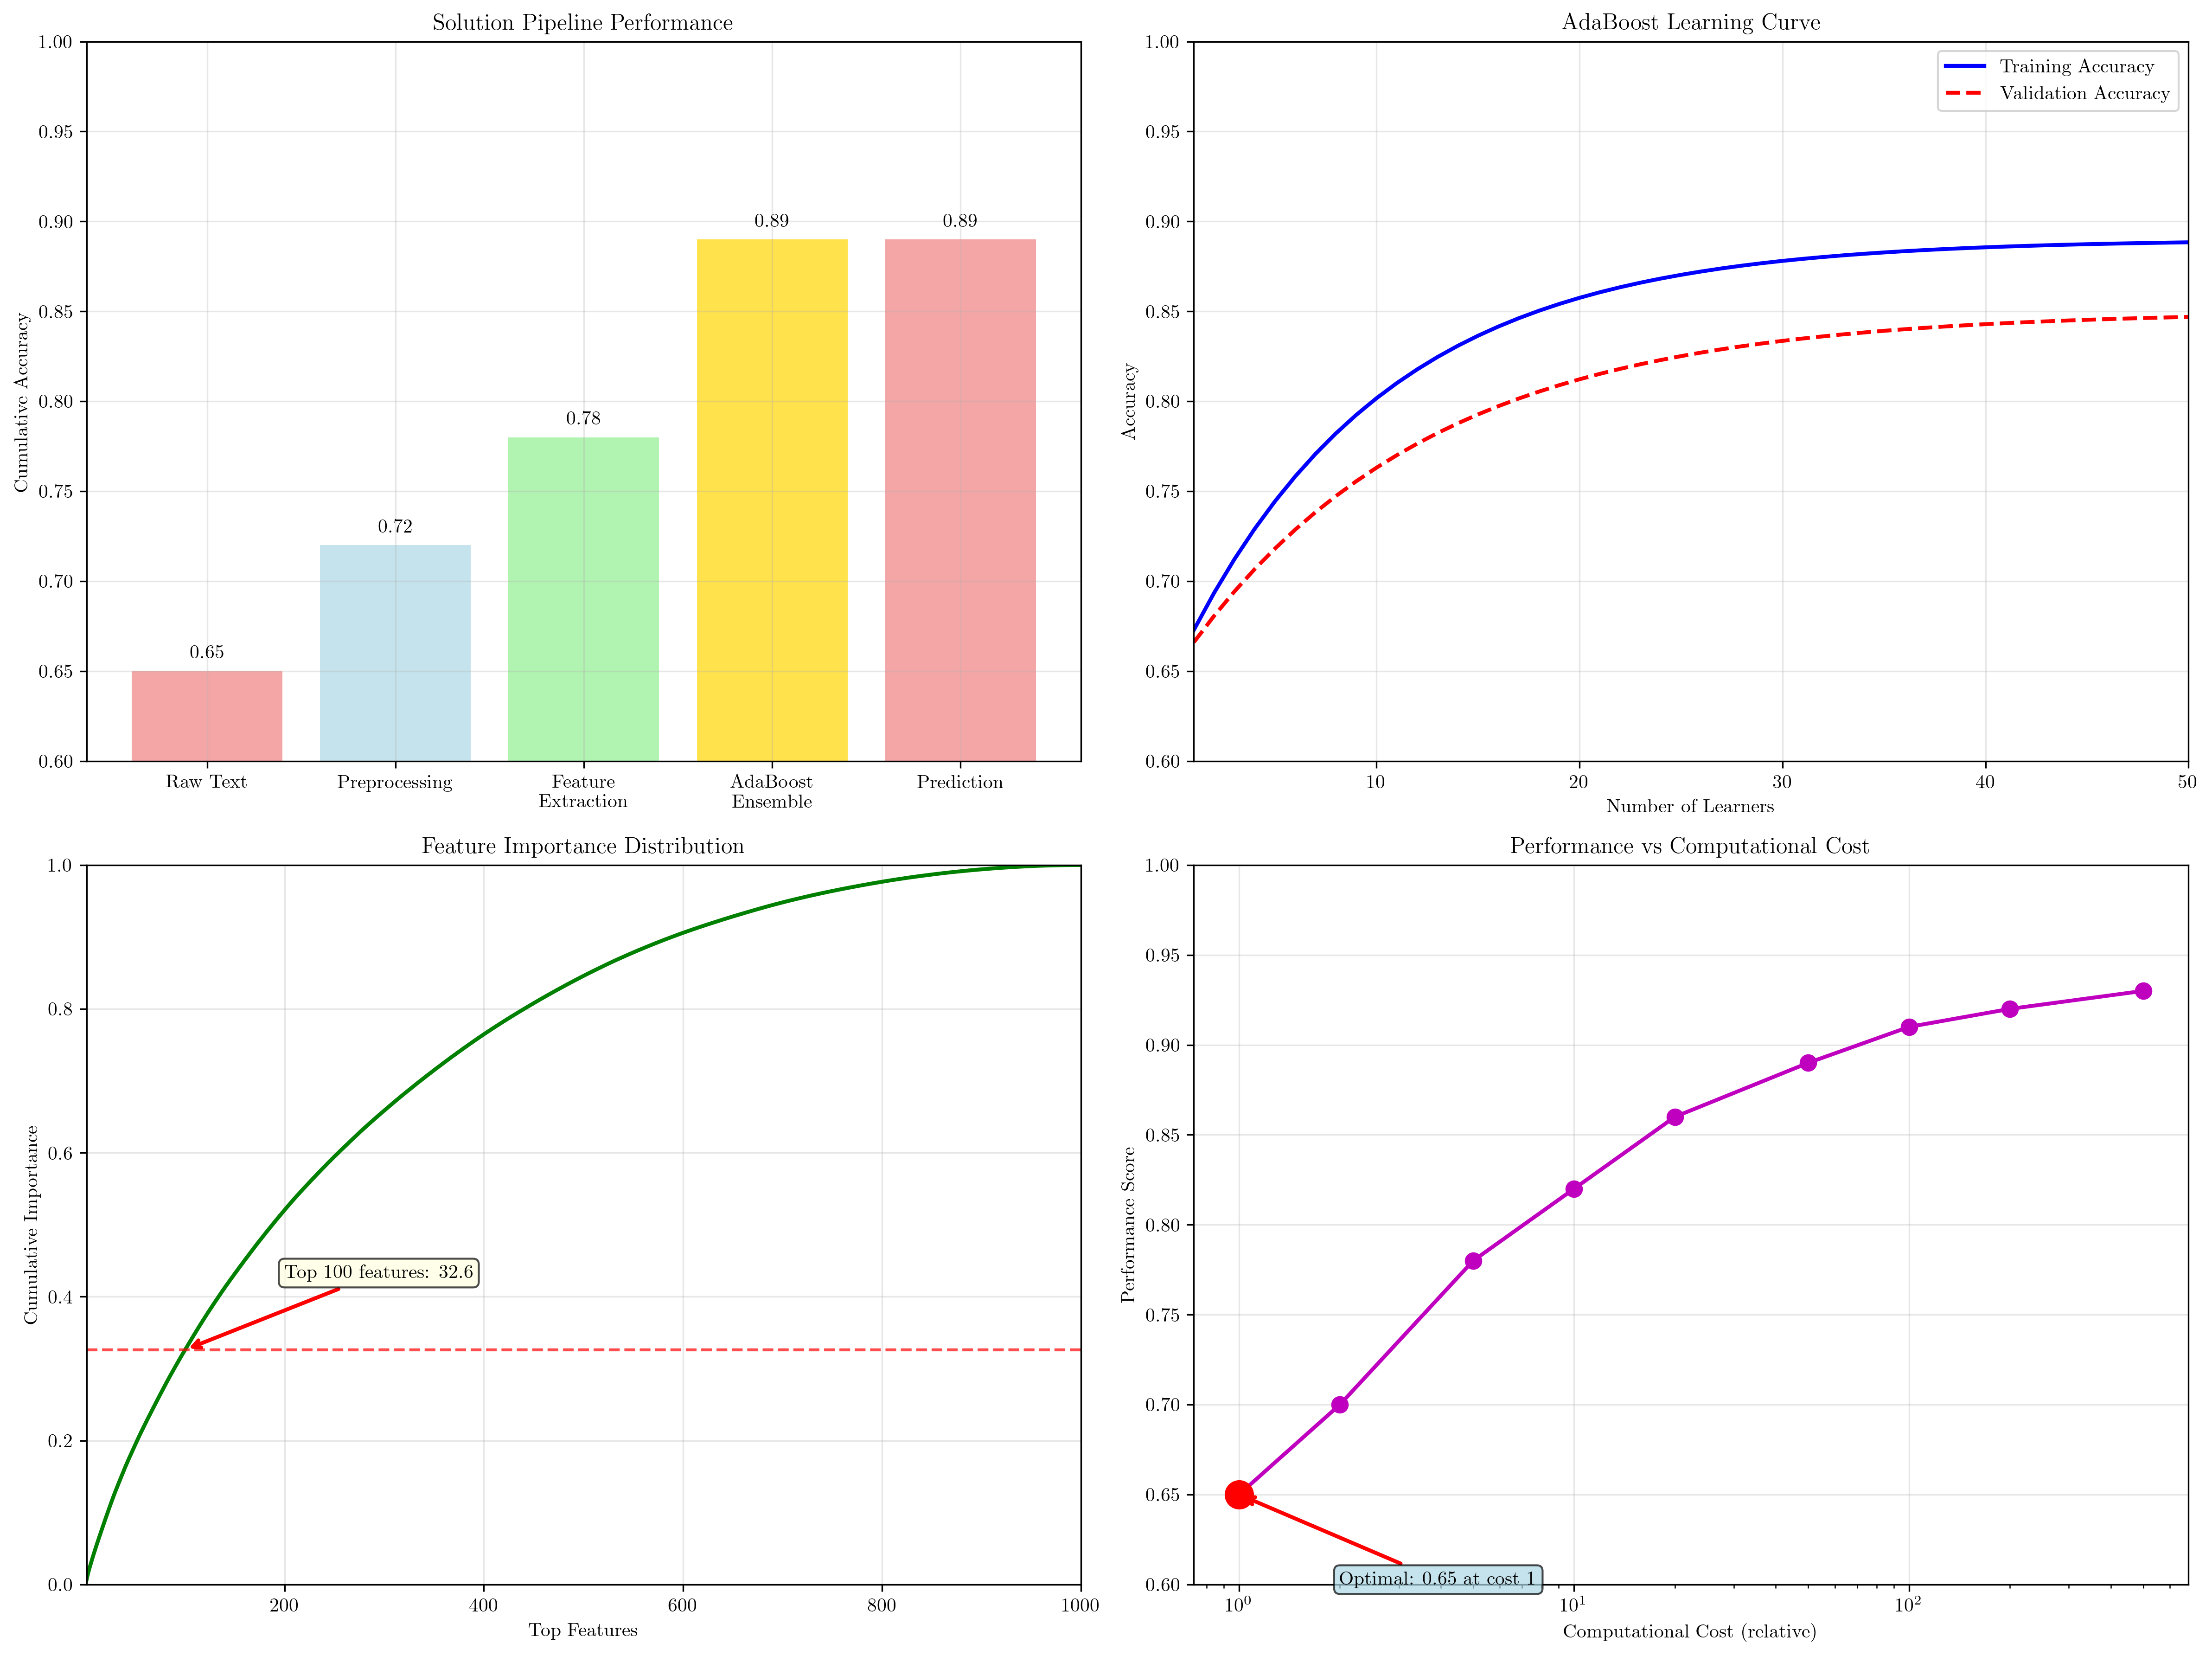 Solution Pipeline Performance
Cumulative Accuracy
1.00
0.95
0.90
0.85
0.80
0.75
0.70
0.65
0.60
0.65
0.72
0.78
0.89
0.89
Raw Text
Preprocessing
Feature
Extraction
AdaBoost
Ensemble
Prediction
AdaBoost Learning Curve
Accuracy
1.00
0.95
0.90
0.85
0.80
0.75
0.70
0.65
0.60
Training Accuracy
Validation Accuracy
10
20
30
40
50
Number of Learners
Feature Importance Distribution
Cumulative Importance
1.0
0.8
0.6
0.4
0.2
0.0
Top 100 features: 32.6
200
400
600
800
1000
Top Features
Performance vs Computational Cost
Performance Score
1.00
0.95
0.90
0.85
0.80
0.75
0.70
0.65
0.60
Optimal: 0.65 at cost 1
10⁰
10¹
10²
Computational Cost (relative)